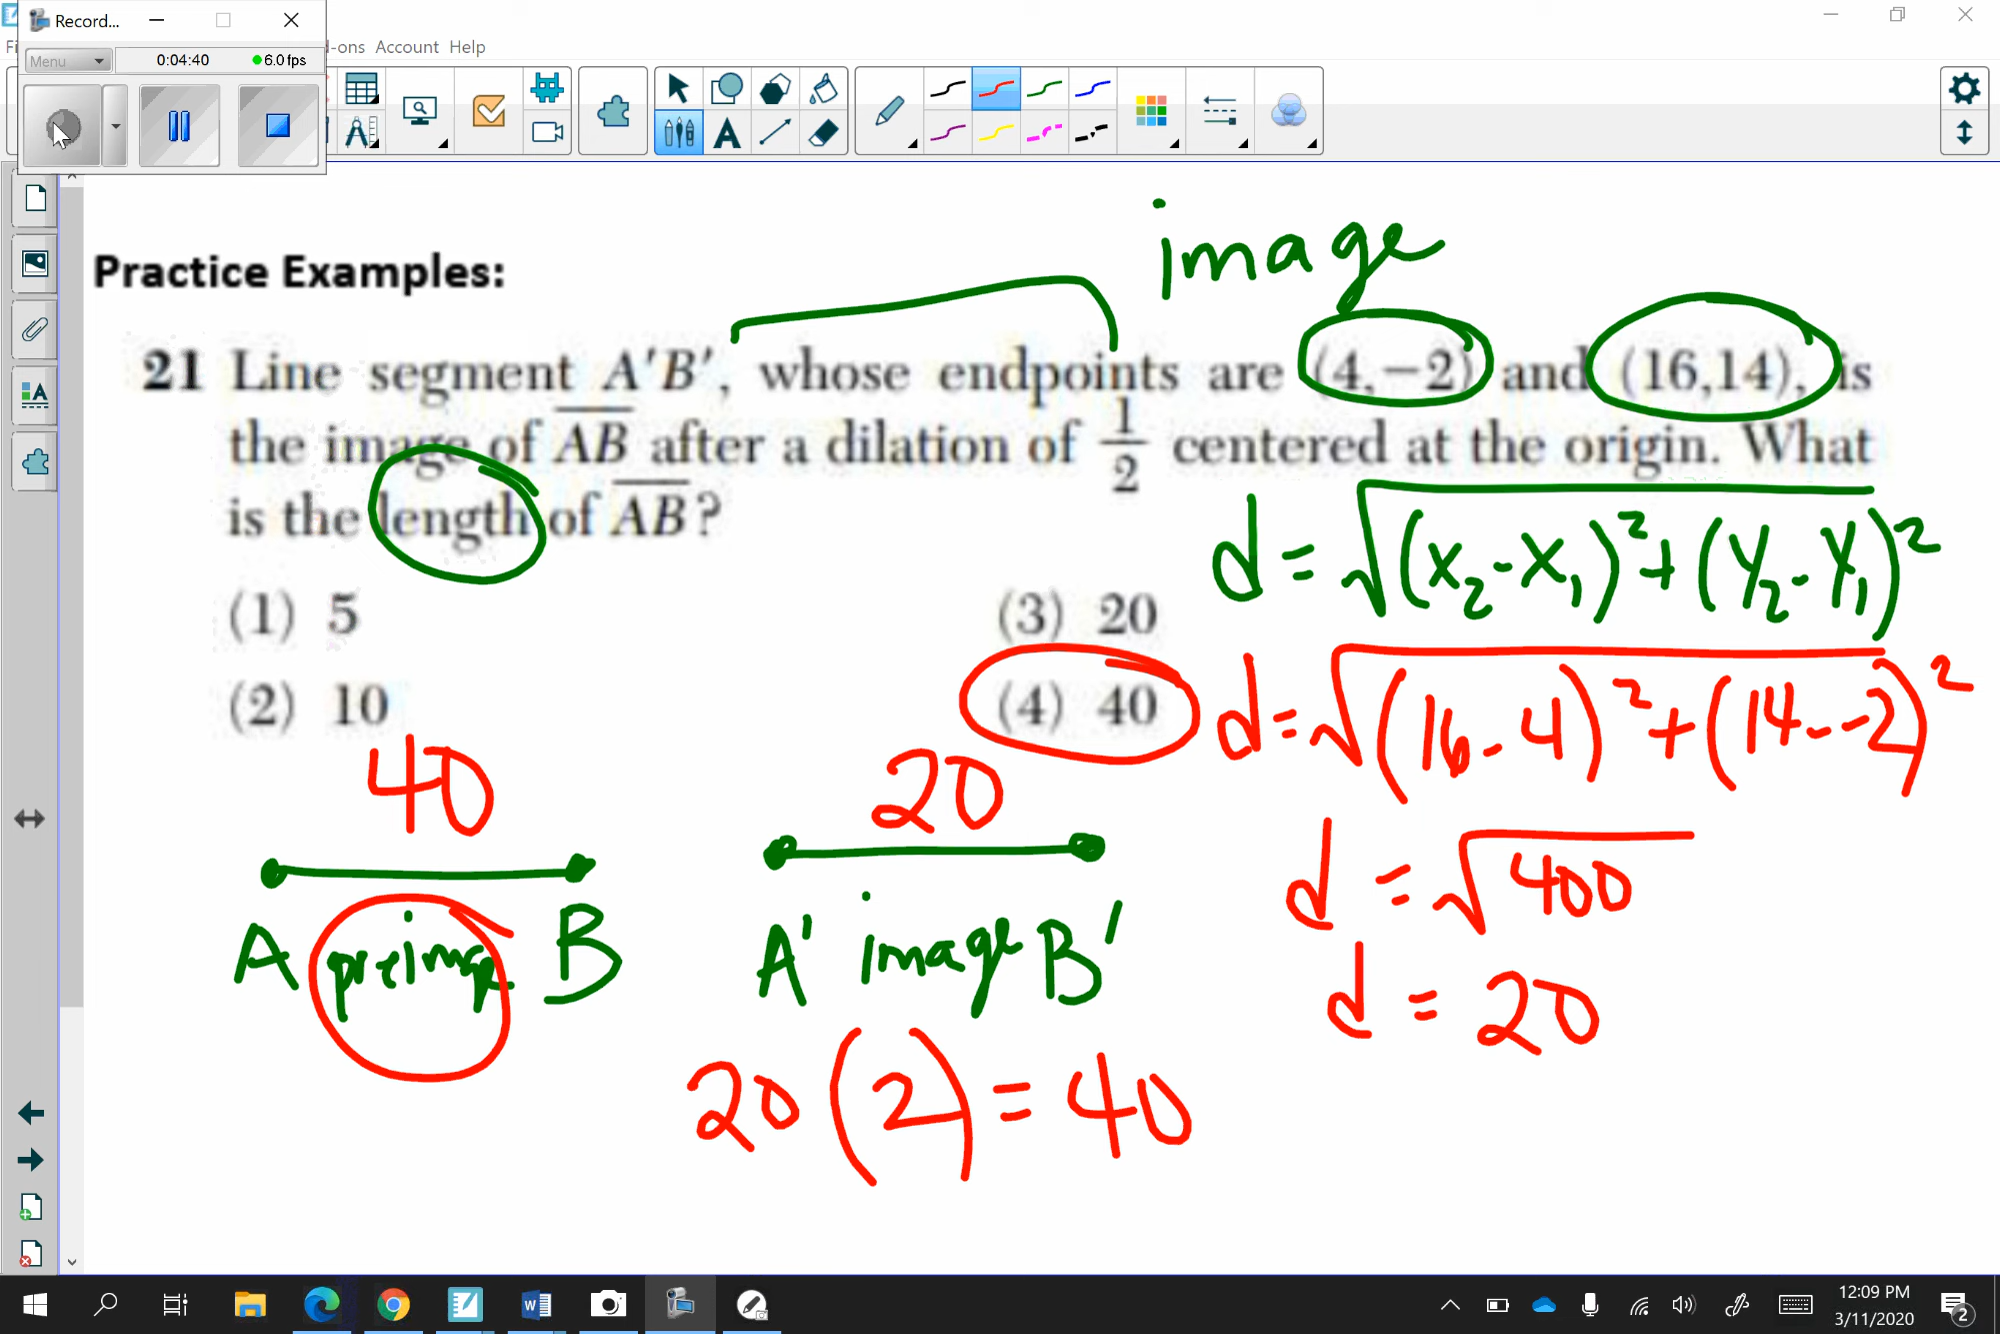 Record...
Menu
0:04:40
6.0 fps
-ons Account Help
image
Practice Examples:
21 Line segment A'B', whose endpoints are (4,−2) and (16,14), is
the image of AB after a dilation of 1/2 centered at the origin. What
is the length of AB?
d = √(x₂-x₁)²+(y₂-y₁)²
(1) 5
(3) 20
(2) 10
(4) 40
d=√(16-4)²+(14--2)²
40
20
d = √400
A preimage B
A' image B'
d = 20
20(2)=40
12:09 PM
3/11/2020
2